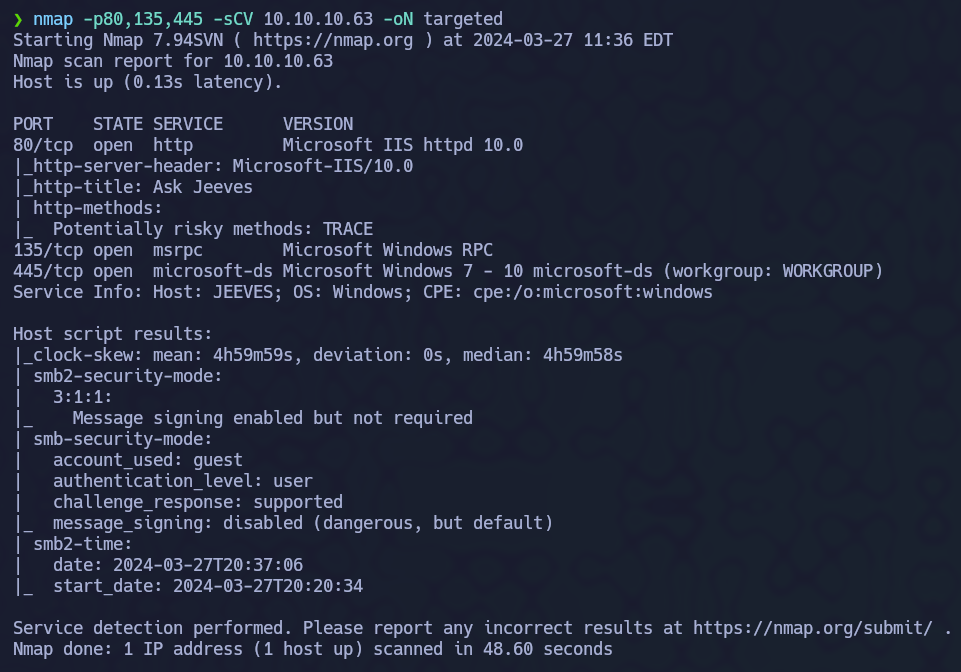 ❯ nmap -p80,135,445 -sCV 10.10.10.63 -oN targeted
Starting Nmap 7.94SVN ( https://nmap.org ) at 2024-03-27 11:36 EDT
Nmap scan report for 10.10.10.63
Host is up (0.13s latency).

PORT    STATE SERVICE      VERSION
80/tcp  open  http         Microsoft IIS httpd 10.0
|_http-server-header: Microsoft-IIS/10.0
|_http-title: Ask Jeeves
| http-methods:
|_  Potentially risky methods: TRACE
135/tcp open  msrpc        Microsoft Windows RPC
445/tcp open  microsoft-ds Microsoft Windows 7 - 10 microsoft-ds (workgroup: WORKGROUP)
Service Info: Host: JEEVES; OS: Windows; CPE: cpe:/o:microsoft:windows

Host script results:
|_clock-skew: mean: 4h59m59s, deviation: 0s, median: 4h59m58s
| smb2-security-mode:
|   3:1:1:
|_    Message signing enabled but not required
| smb-security-mode:
|   account_used: guest
|   authentication_level: user
|   challenge_response: supported
|_  message_signing: disabled (dangerous, but default)
| smb2-time:
|   date: 2024-03-27T20:37:06
|_  start_date: 2024-03-27T20:20:34

Service detection performed. Please report any incorrect results at https://nmap.org/submit/ .
Nmap done: 1 IP address (1 host up) scanned in 48.60 seconds